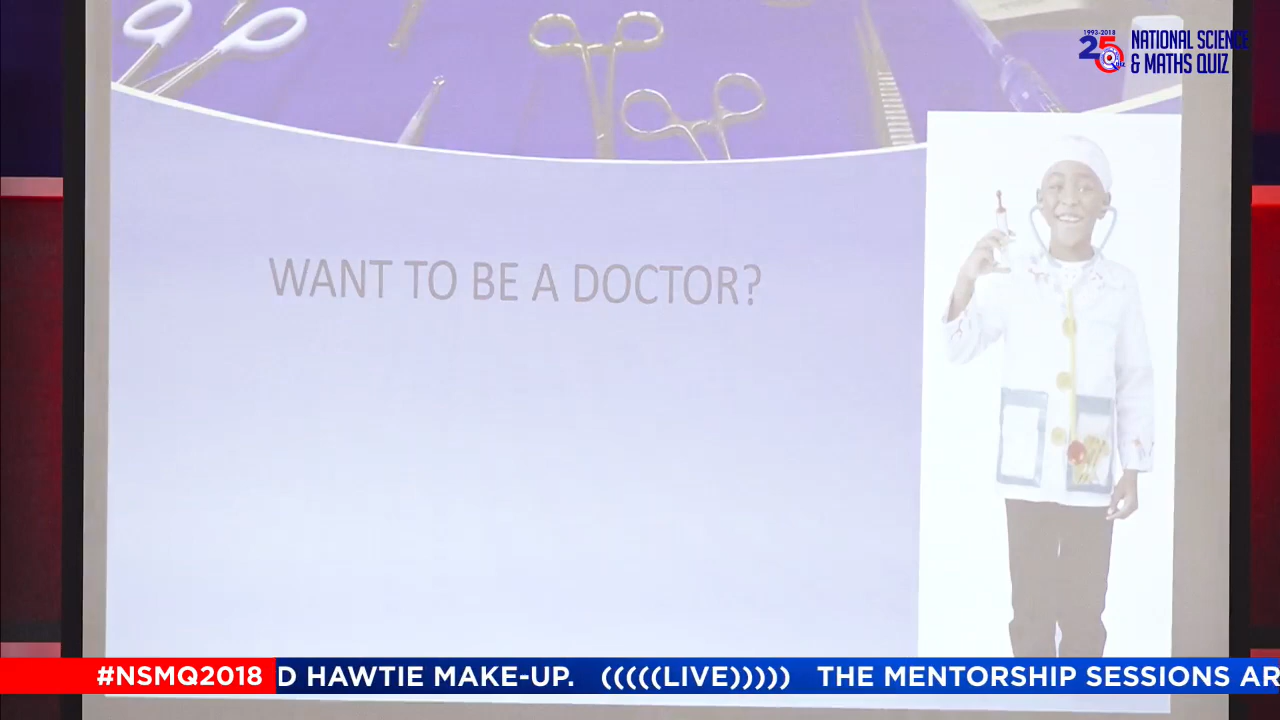 1993-2018
25
NATIONAL SCIENCE
& MATHS QUIZ
WANT TO BE A DOCTOR?
#NSMQ2018
D HAWTIE MAKE-UP. (((((LIVE))))) THE MENTORSHIP SESSIONS AR